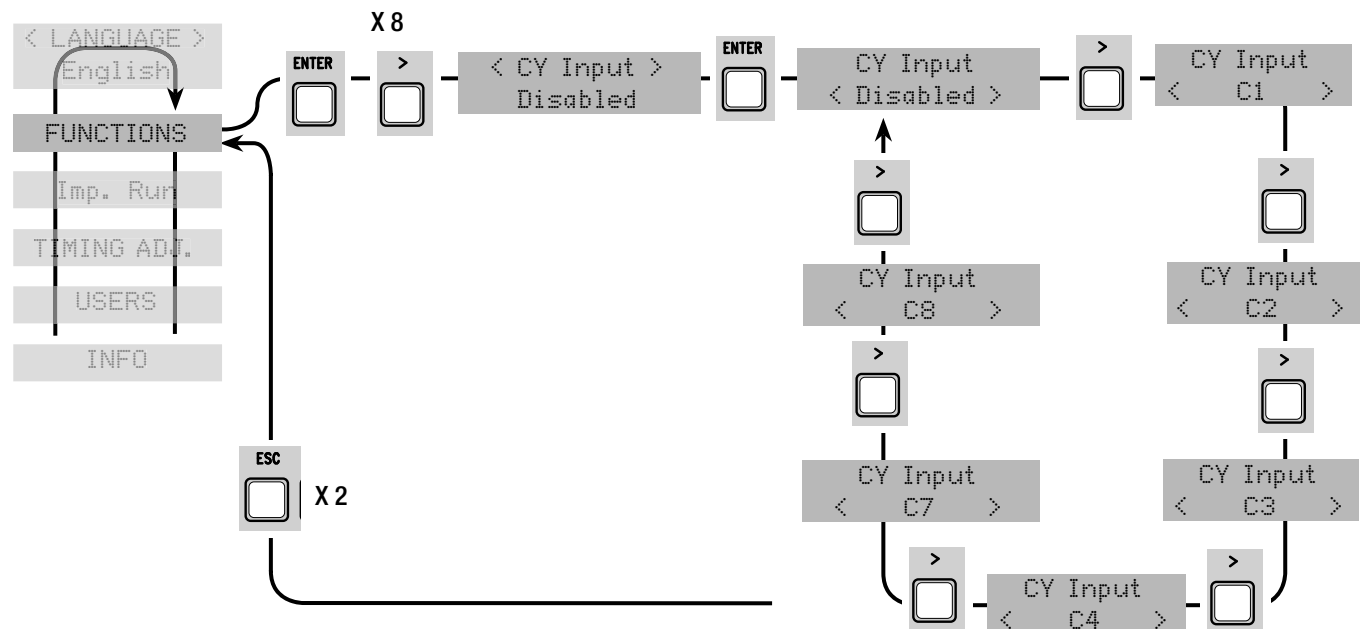 X 8
< LANGUAGE >
English
FUNCTIONS
Imp. Run
TIMING ADJ.
USERS
INFO
ENTER
>
< CY Input >
Disabled
ENTER
CY Input
< Disabled >
>
CY Input
< C1 >
>
CY Input
< C2 >
>
CY Input
< C3 >
>
CY Input
< C4 >
>
CY Input
< C7 >
>
CY Input
< C8 >
>
ESC
X 2